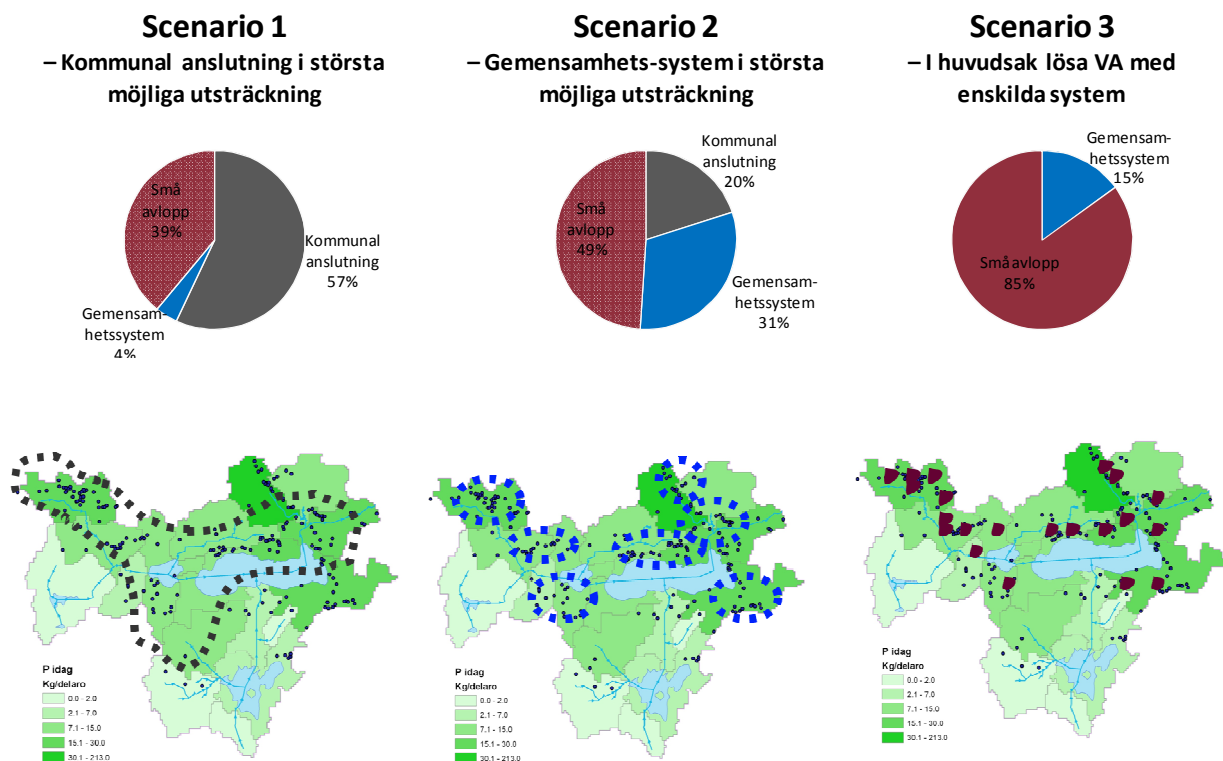 Scenario 1
– Kommunal anslutning i största
möjliga utsträckning
Små
avlopp
39%
Kommunal
anslutning
57%
Gemensam-
hetssystem
4%
P idag
Kg/delaro
0.0 - 2.0
2.1 - 7.0
7.1 - 15.0
15.1 - 30.0
30.1 - 213.0
Scenario 2
– Gemensamhets-system i största
möjliga utsträckning
Kommunal
anslutning
20%
Små
avlopp
49%
Gemensam-
hetssystem
31%
P idag
Kg/delaro
0.0 - 2.0
2.1 - 7.0
7.1 - 15.0
15.1 - 30.0
30.1 - 213.0
Scenario 3
– I huvudsak lösa VA med
enskilda system
Gemensam-
hetssystem
15%
Små avlopp
85%
P idag
Kg/delaro
0.0 - 2.0
2.1 - 7.0
7.1 - 15.0
15.1 - 30.0
30.1 - 213.0